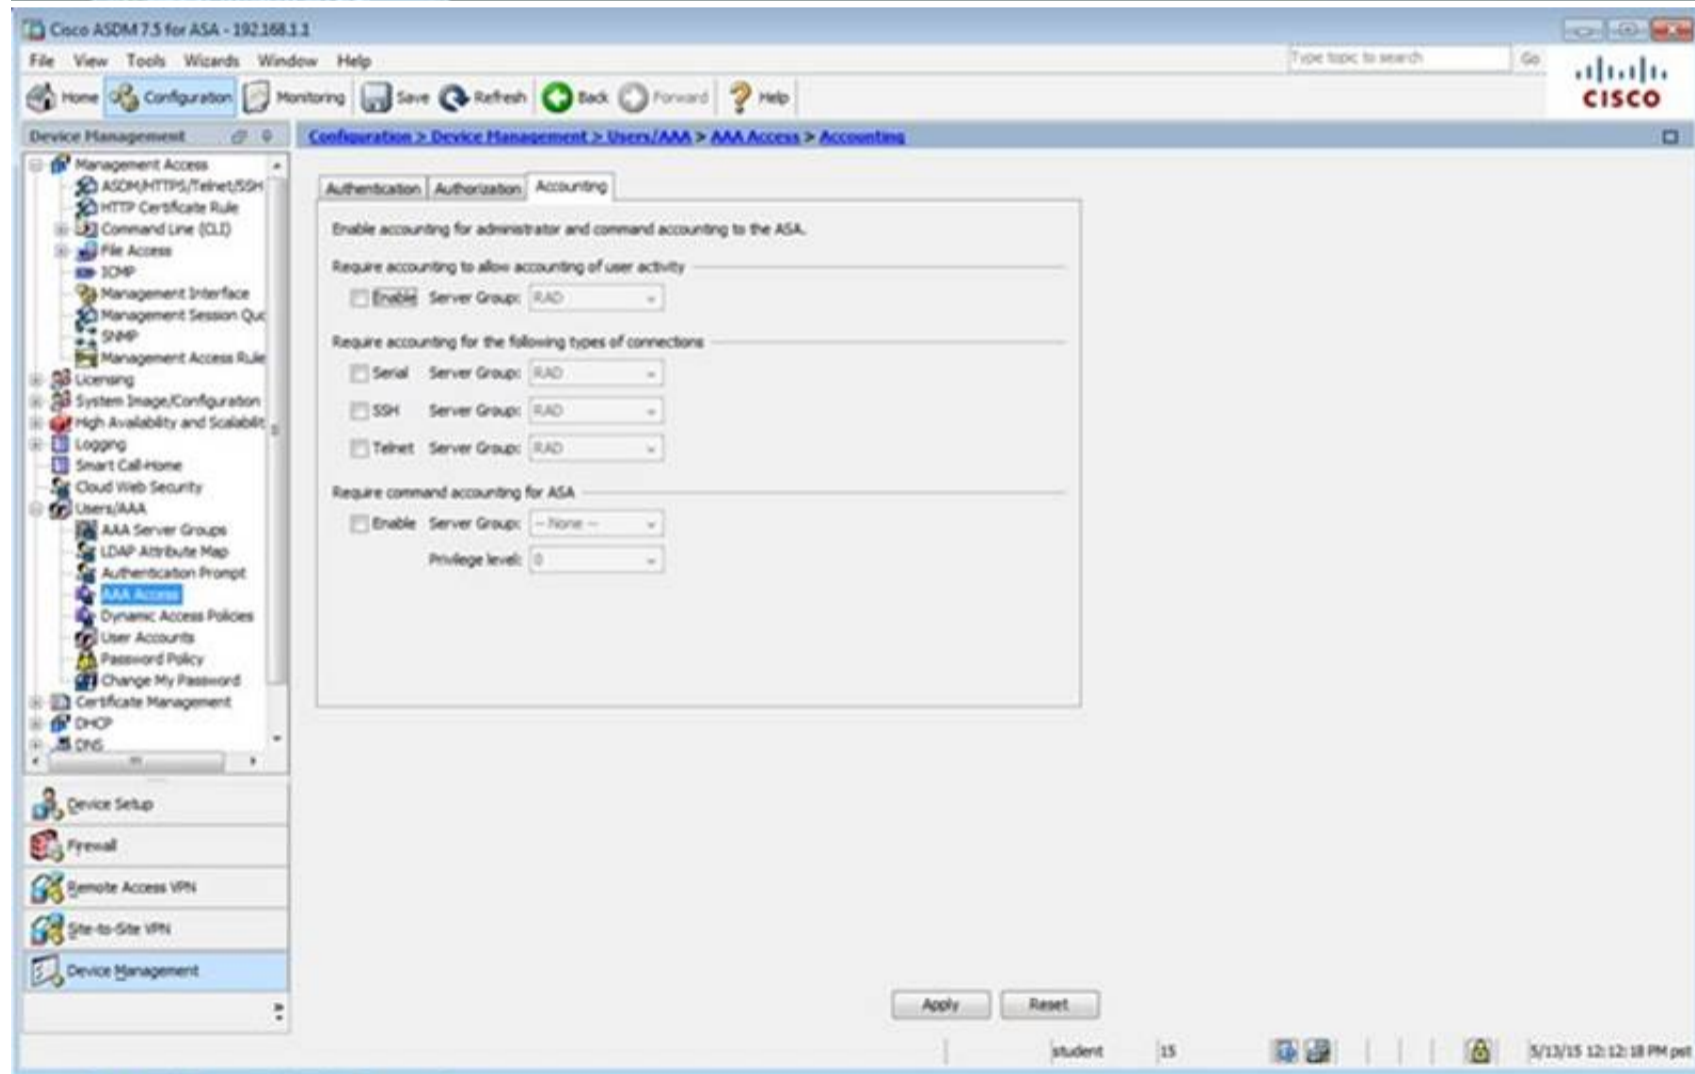 Cisco ASDM 7.5 for ASA - 192.168.1.1
File View Tools Wizards Window Help
Type topic to search Go
Home Configuration Monitoring Save Refresh Back Forward Help
CISCO
Device Management
Configuration > Device Management > Users/AAA > AAA Access > Accounting
Management Access
ASDM/HTTPS/Telnet/SSH
HTTP Certificate Rule
Command Line (CLI)
File Access
ICMP
Management Interface
Management Session Quo
SNMP
Management Access Rule
Licensing
System Image/Configuration
High Availability and Scalabilit
Logging
Smart Call-Home
Cloud Web Security
Users/AAA
AAA Server Groups
LDAP Attribute Map
Authentication Prompt
AAA Access
Dynamic Access Policies
User Accounts
Password Policy
Change My Password
Certificate Management
DHCP
DNS
Device Setup
Firewall
Remote Access VPN
Site-to-Site VPN
Device Management
Authentication Authorization Accounting
Enable accounting for administrator and command accounting to the ASA.
Require accounting to allow accounting of user activity
Enable Server Group: RAD
Require accounting for the following types of connections
Serial Server Group: RAD
SSH Server Group: RAD
Telnet Server Group: RAD
Require command accounting for ASA
Enable Server Group: -- None --
Privilege level: 0
Apply Reset
student 15 5/13/15 12:12:18 PM pst